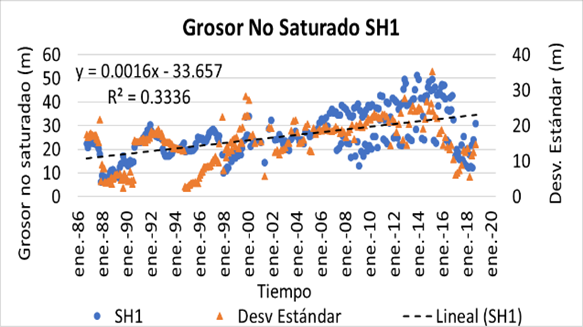 Grosor No Saturado SH1
y = 0.0016x - 33.657
R² = 0.3336
Grosor no saturadao (m)
60
50
40
30
20
10
0
Desv. Estándar (m)
40
30
20
10
0
ene.-86
ene.-88
ene.-90
ene.-92
ene.-94
ene.-96
ene.-98
ene.-00
ene.-02
ene.-04
ene.-06
ene.-08
ene.-10
ene.-12
ene.-14
ene.-16
ene.-18
ene.-20
Tiempo
SH1
Desv Estándar
Lineal (SH1)